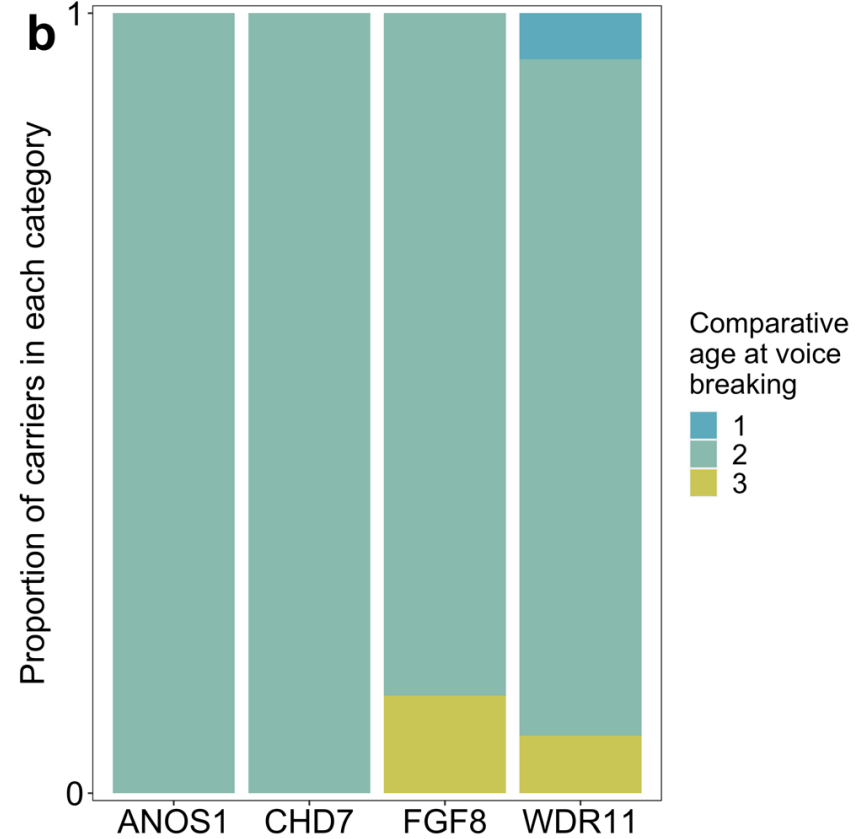 b
1
Proportion of carriers in each category
0
ANOS1 CHD7 FGF8 WDR11
Comparative
age at voice
breaking
1
2
3